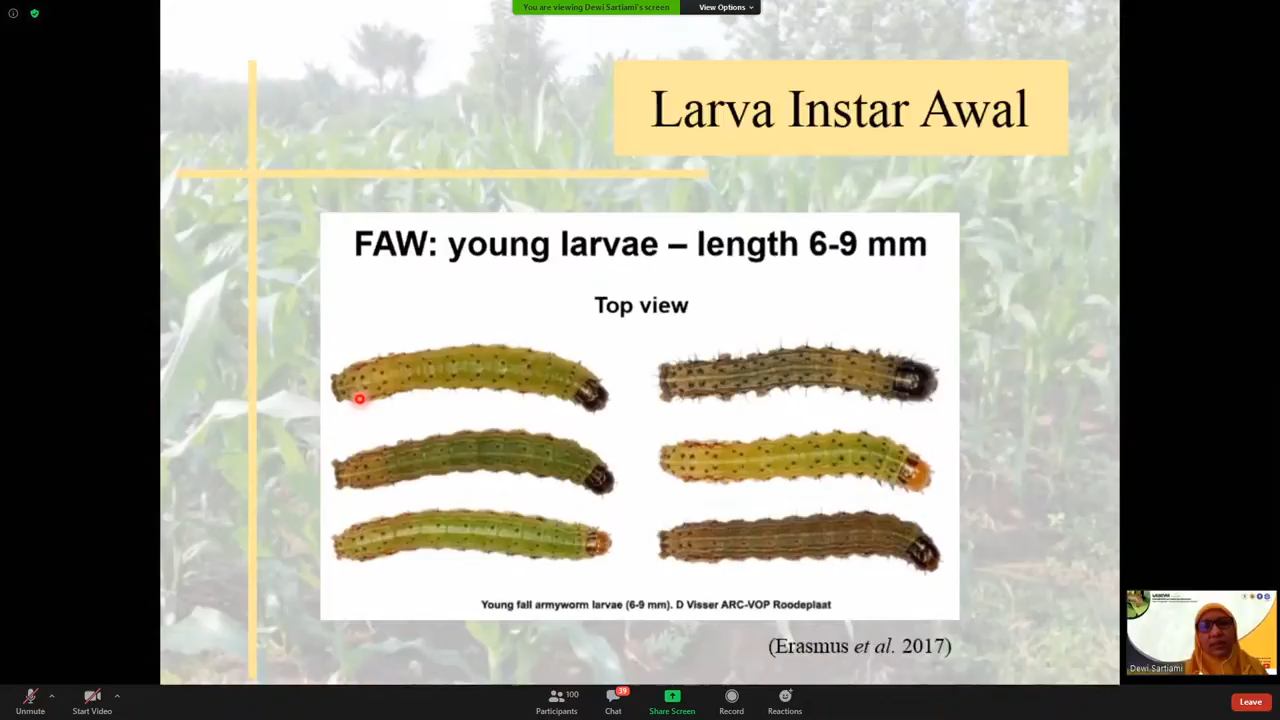 You are viewing Dewi Sartiami's screen
View Options
Larva Instar Awal
FAW: young larvae – length 6-9 mm
Top view
Young fall armyworm larvae (6-9 mm). D Visser ARC-VOP Roodeplaat
(Erasmus et al. 2017)
Dewi Sartiami
Unmute
Start Video
100
Participants
39
Chat
Share Screen
Record
Reactions
Leave